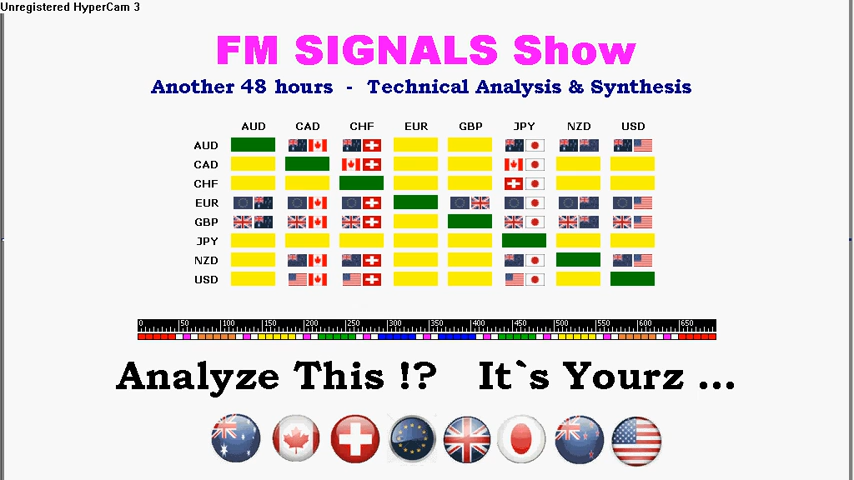 Unregistered HyperCam 3
FM SIGNALS Show
Another 48 hours - Technical Analysis & Synthesis
AUD CAD CHF EUR GBP JPY NZD USD
AUD
CAD
CHF
EUR
GBP
JPY
NZD
USD
0 50 100 150 200 250 300 350 400 450 500 550 600 650
Analyze This !? It`s Yourz ...